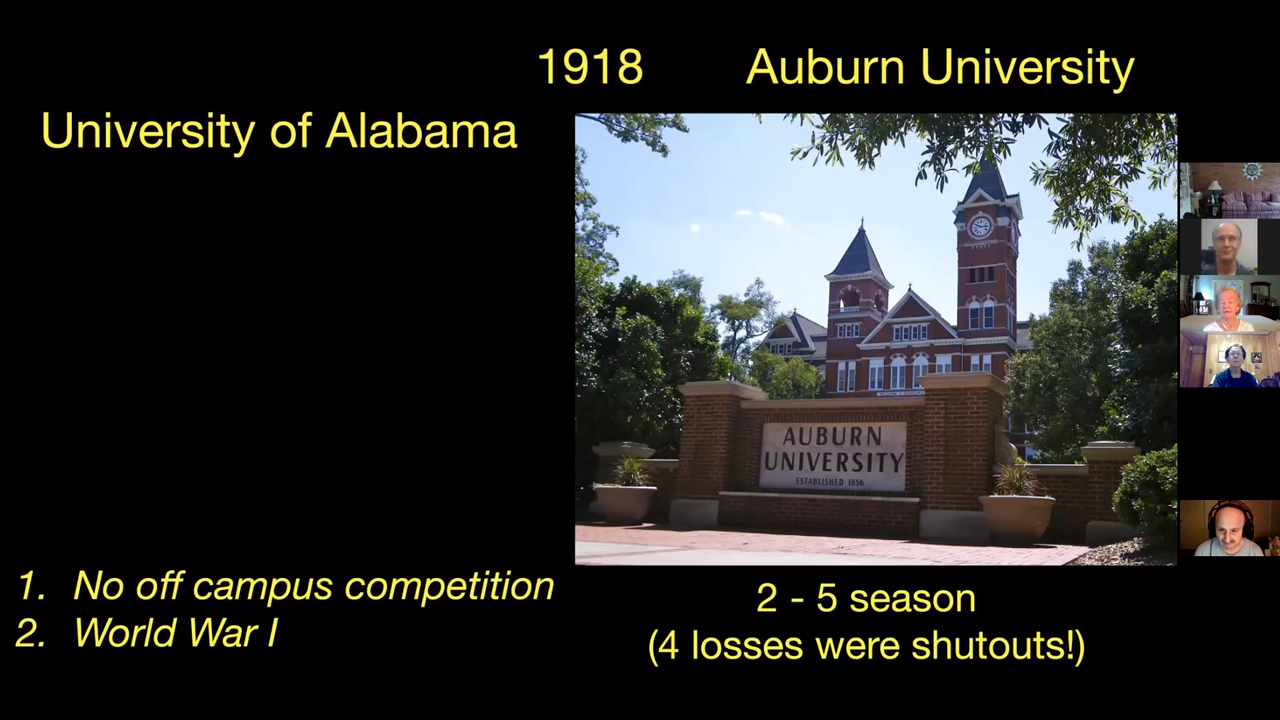 1918
Auburn University
University of Alabama
AUBURN
UNIVERSITY
ESTABLISHED 1856
1. No off campus competition
2. World War I
2 - 5 season
(4 losses were shutouts!)